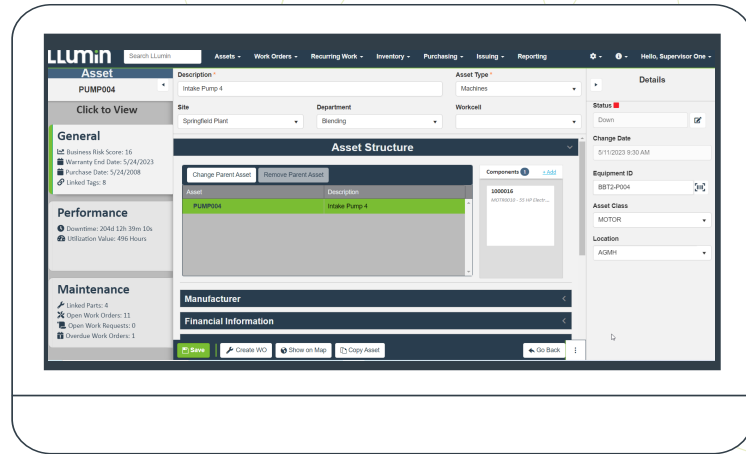 LLUMIN
Search LLumin
Assets
Work Orders
Recurring Work
Inventory
Purchasing
Issuing
Reporting
Hello, Supervisor One
Asset
PUMP004
Click to View
General
Business Risk Score: 16
Warranty End Date: 5/24/2023
Purchase Date: 5/24/2008
Linked Tags: 8
Performance
Downtime: 204d 12h 39m 10s
Utilization Value: 496 Hours
Maintenance
Linked Parts: 4
Open Work Orders: 11
Open Work Requests: 0
Overdue Work Orders: 1
Description *
Asset Type *
Intake Pump 4
Machines
Site
Department
Workcell
Springfield Plant
Blending
Asset Structure
Change Parent Asset
Remove Parent Asset
Asset
Description
PUMP004
Intake Pump 4
Components 1
+ Add
1000016
MOTR0010 - 55 HP Electr...
Manufacturer
Financial Information
Save
Create WO
Show on Map
Copy Asset
Go Back
Details
Status
Down
Change Date
5/11/2023 9:30 AM
Equipment ID
BBT2-P004
Asset Class
MOTOR
Location
AGMH